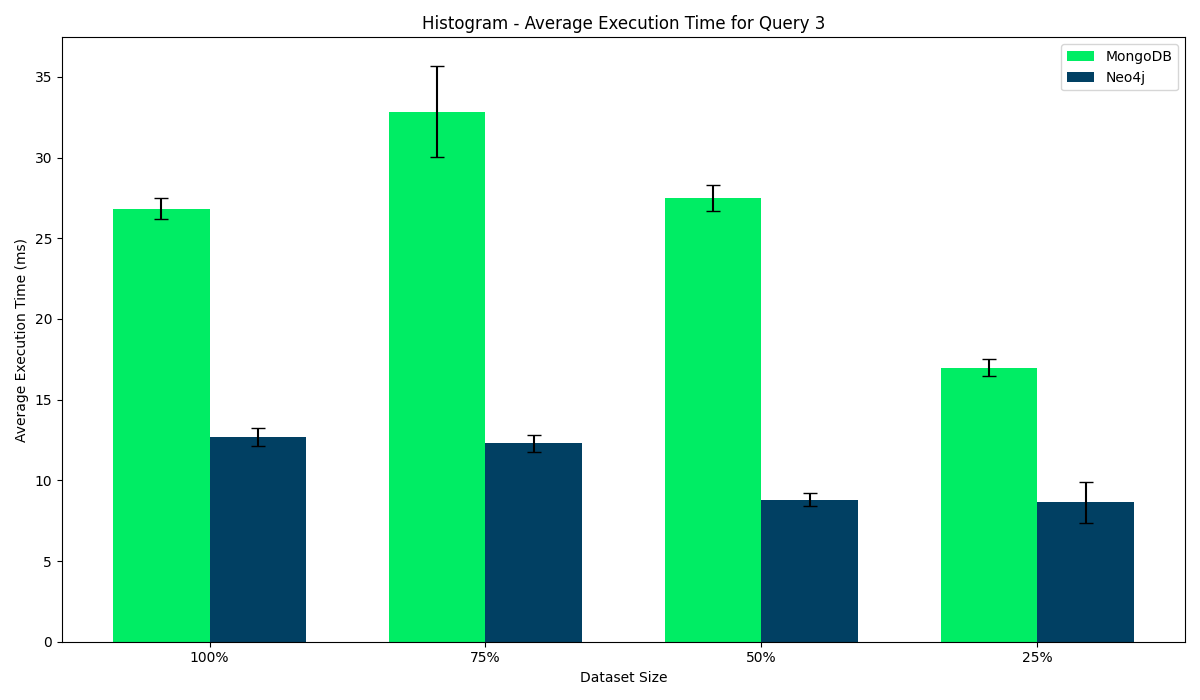 Histogram - Average Execution Time for Query 3
MongoDB
Neo4j
Average Execution Time (ms)
35
30
25
20
15
10
5
0
100%
75%
50%
25%
Dataset Size